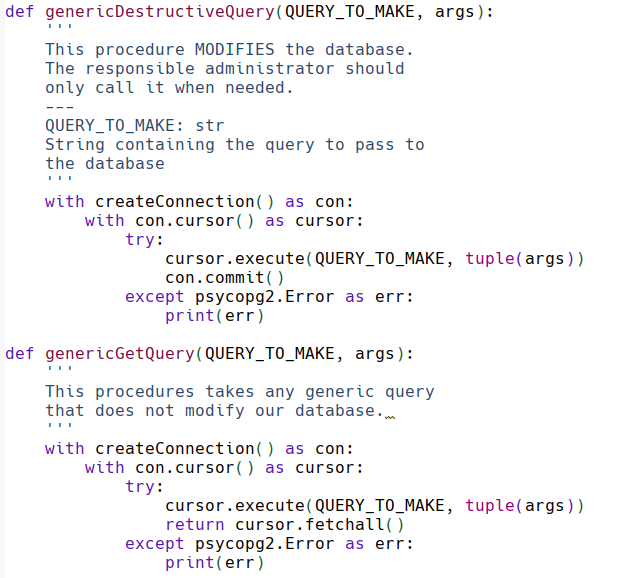 def genericDestructiveQuery(QUERY_TO_MAKE, args):
    '''
    This procedure MODIFIES the database.
    The responsible administrator should
    only call it when needed.
    ---
    QUERY_TO_MAKE: str
    String containing the query to pass to
    the database
    '''
    with createConnection() as con:
        with con.cursor() as cursor:
            try:
                cursor.execute(QUERY_TO_MAKE, tuple(args))
                con.commit()
            except psycopg2.Error as err:
                print(err)

def genericGetQuery(QUERY_TO_MAKE, args):
    '''
    This procedures takes any generic query
    that does not modify our database.
    '''
    with createConnection() as con:
        with con.cursor() as cursor:
            try:
                cursor.execute(QUERY_TO_MAKE, tuple(args))
                return cursor.fetchall()
            except psycopg2.Error as err:
                print(err)